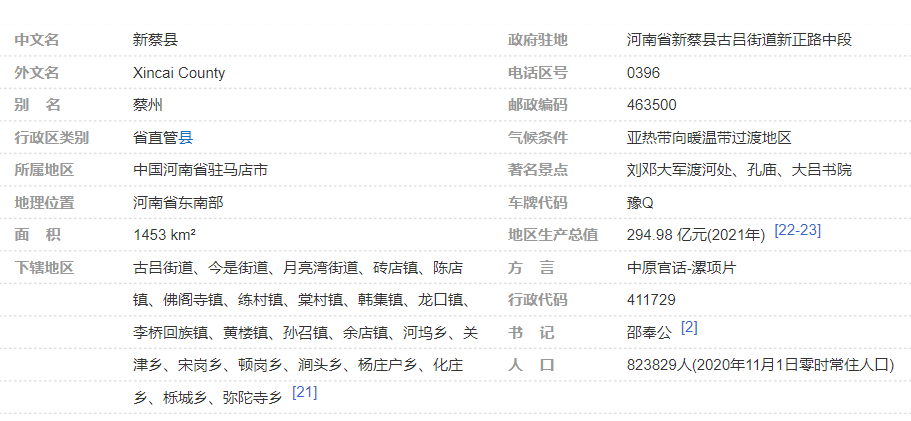 中文名 新蔡县
外文名 Xincai County
别 名 蔡州
行政区类别 省直管县
所属地区 中国河南省驻马店市
地理位置 河南省东南部
面 积 1453 km²
下辖地区 古吕街道、今是街道、月亮湾街道、砖店镇、陈店
镇、佛阁寺镇、练村镇、棠村镇、韩集镇、龙口镇、
李桥回族镇、黄楼镇、孙召镇、余店镇、河坞乡、关
津乡、宋岗乡、顿岗乡、涧头乡、杨庄户乡、化庄
乡、栎城乡、弥陀寺乡 [21]
政府驻地 河南省新蔡县古吕街道新正路中段
电话区号 0396
邮政编码 463500
气候条件 亚热带向暖温带过渡地区
著名景点 刘邓大军渡河处、孔庙、大吕书院
车牌代码 豫Q
地区生产总值 294.98 亿元(2021年) [22-23]
方 言 中原官话-漯项片
行政代码 411729
书 记 邵奉公 [2]
人 口 823829人(2020年11月1日零时常住人口)